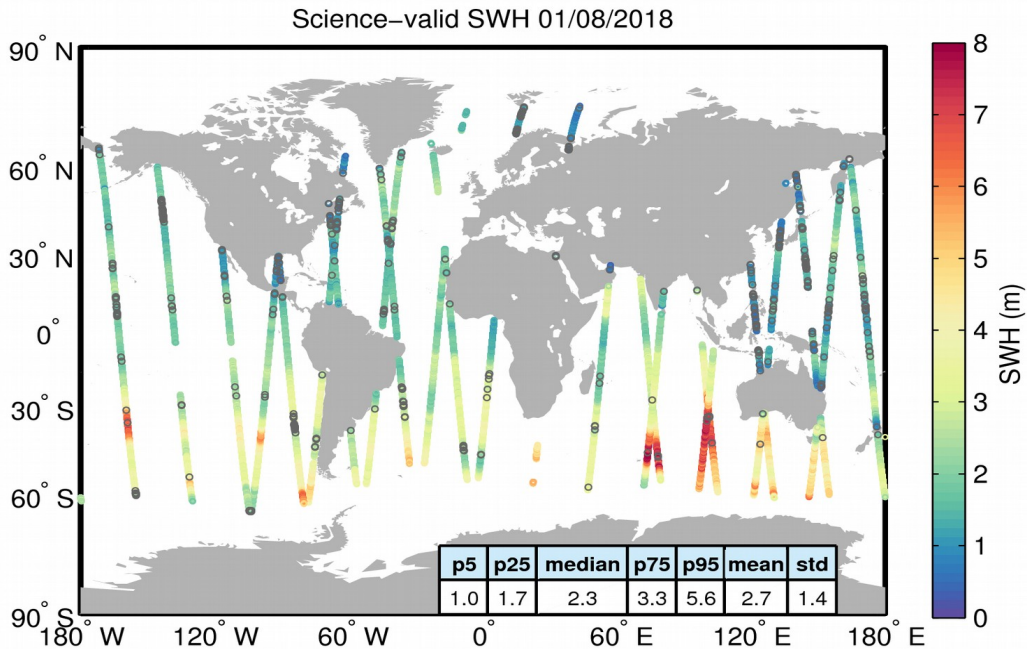 Science−valid SWH 01/08/2018
90° N
60° N
30° N
0°
30° S
60° S
90° S
180° W
120° W
60° W
0°
60° E
120° E
180° E
p5 p25 median p75 p95 mean std
1.0 1.7 2.3 3.3 5.6 2.7 1.4
8
7
6
5
4
3
2
1
0
SWH (m)